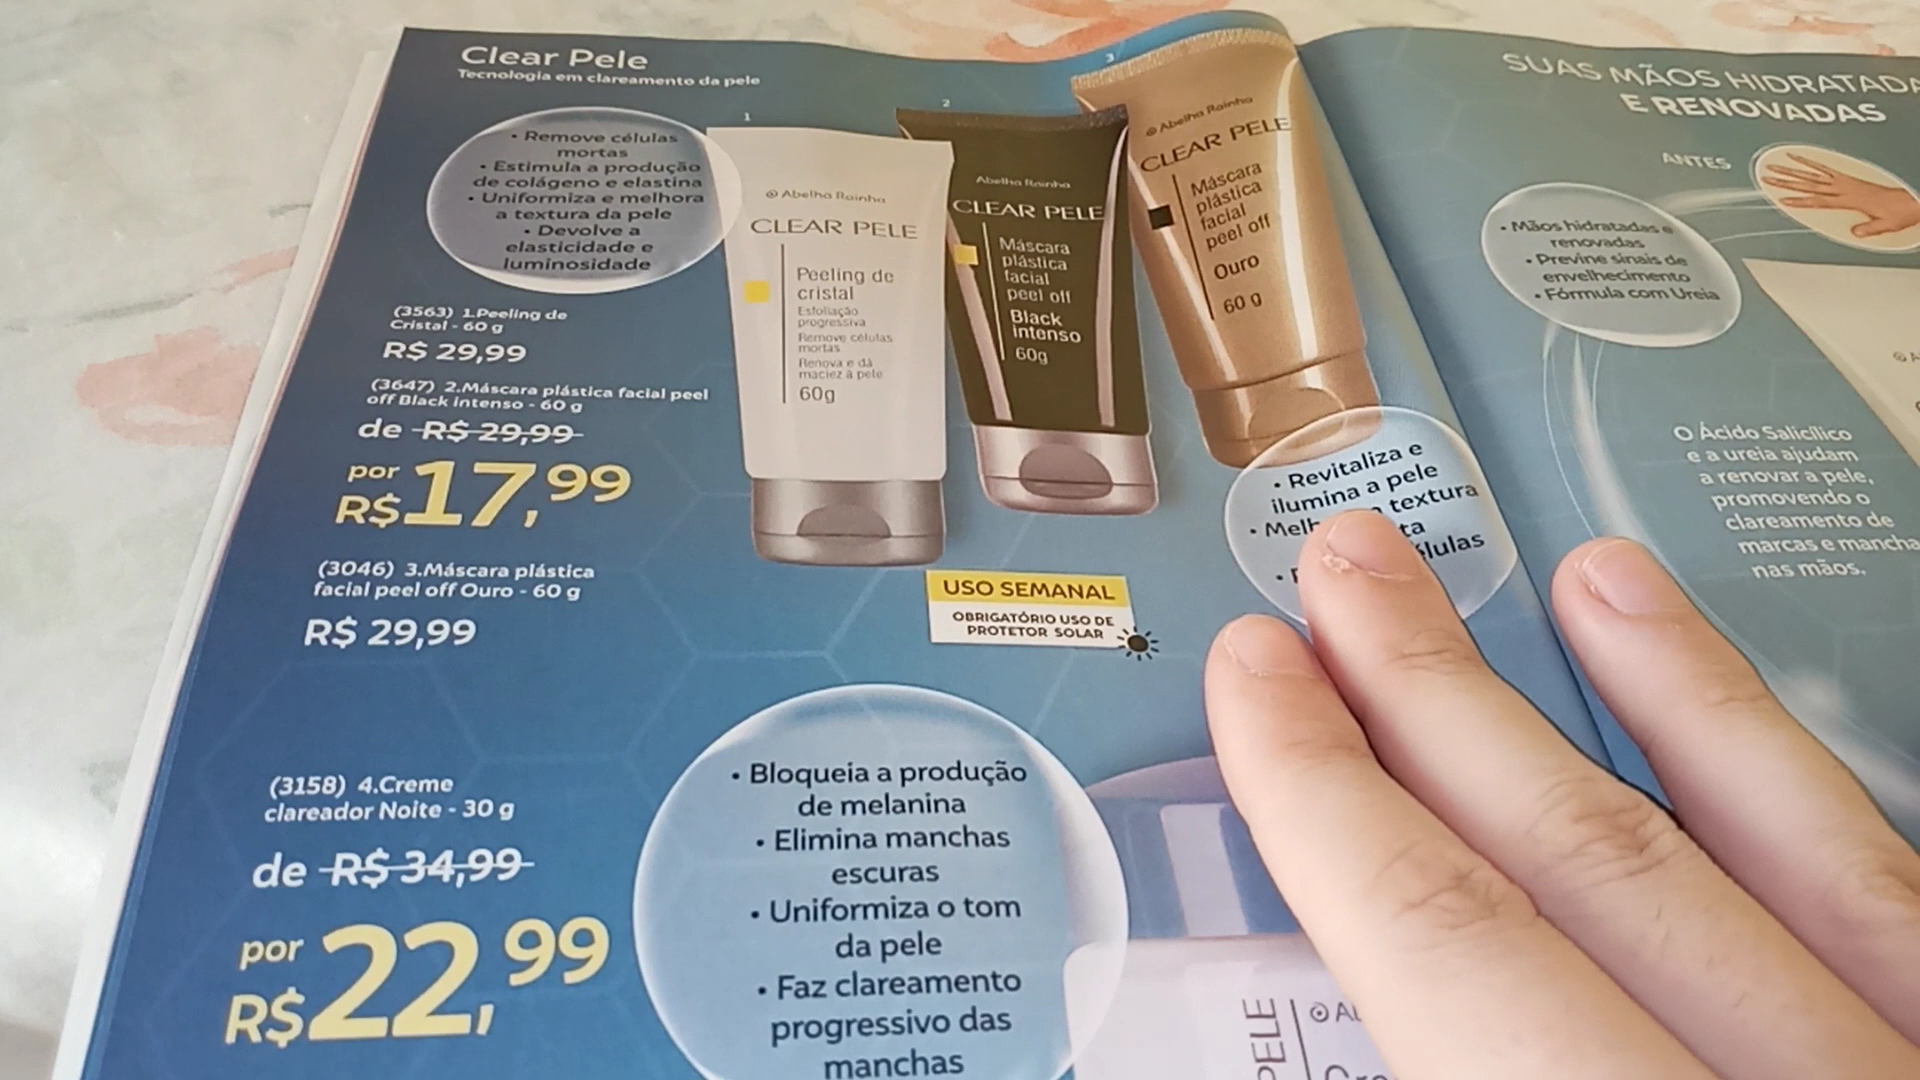 Clear Pele
Tecnologia em clareamento da pele
• Remove células
mortas
• Estimula a produção
de colágeno e elastina
• Uniformiza e melhora
a textura da pele
• Devolve a
elasticidade e
luminosidade
(3563) 1.Peeling de
Cristal - 60 g
R$ 29,99
(3647) 2.Máscara plástica facial peel
off Black intenso - 60 g
de R$ 29,99
por
R$17,99
(3046) 3.Máscara plástica
facial peel off Ouro - 60 g
R$ 29,99
1
Abelha Rainha
CLEAR PELE
Peeling de
cristal
Esfoliação
progressiva
Remove células
mortas
Renova e dá
maciez à pele
60g
2
Abelha Rainha
CLEAR PELE
Máscara
plástica
facial
peel off
Black
intenso
60g
3
Abelha Rainha
CLEAR PELE
Máscara
plástica
facial
peel off
Ouro
60 g
• Revitaliza e
ilumina a pele
textura
USO SEMANAL
OBRIGATÓRIO USO DE
PROTETOR SOLAR
(3158) 4.Creme
clareador Noite - 30 g
de R$ 34,99
por
R$22,99
• Bloqueia a produção
de melanina
• Elimina manchas
escuras
• Uniformiza o tom
da pele
• Faz clareamento
progressivo das
manchas
PELE
SUAS MÃOS HIDRATADA
E RENOVADAS
ANTES
• Mãos hidratadas e
renovadas
• Previne sinais de
envelhecimento
• Fórmula com Ureia
O Ácido Salicílico
e a ureia ajudam
a renovar a pele,
promovendo o
clareamento de
marcas e mancha
nas mãos.